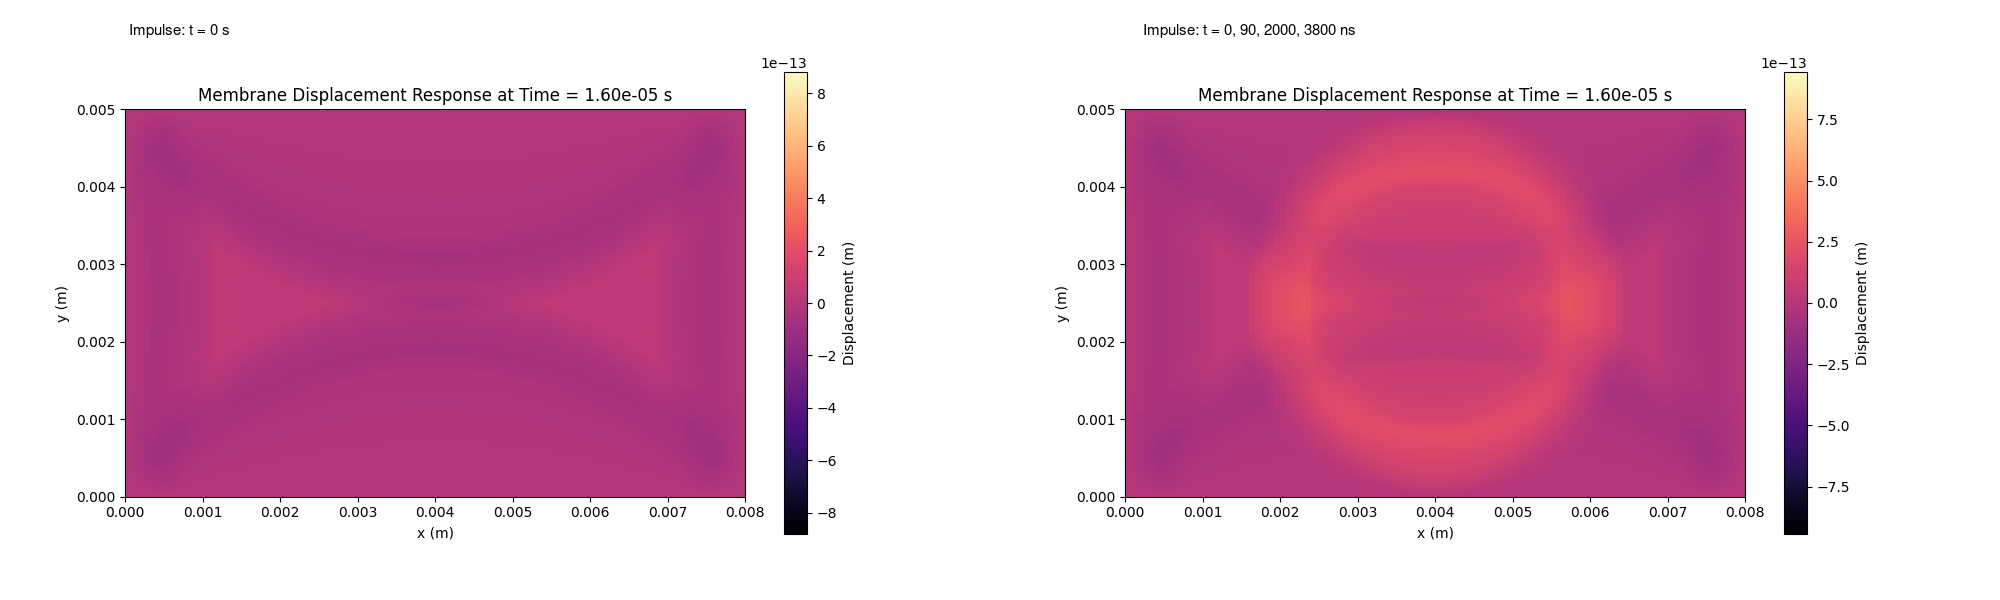 Impulse: t = 0 s
1e−13
Membrane Displacement Response at Time = 1.60e-05 s
0.005
0.004
0.003
0.002
0.001
0.000
y (m)
0.000 0.001 0.002 0.003 0.004 0.005 0.006 0.007 0.008
x (m)
8
6
4
2
0
−2
−4
−6
−8
Displacement (m)
Impulse: t = 0, 90, 2000, 3800 ns
1e−13
Membrane Displacement Response at Time = 1.60e-05 s
0.005
0.004
0.003
0.002
0.001
0.000
y (m)
0.000 0.001 0.002 0.003 0.004 0.005 0.006 0.007 0.008
x (m)
7.5
5.0
2.5
0.0
−2.5
−5.0
−7.5
Displacement (m)